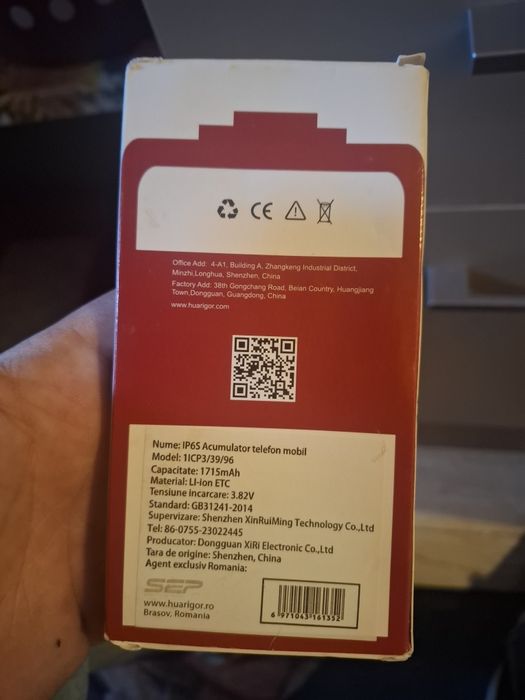 CE
Office Add: 4-A1, Building A, Zhangkeng Industrial District,
Minzhi,Longhua, Shenzhen, China
Factory Add: 38th Gongchang Road, Beian Country, Huangjiang
Town,Dongguan, Guangdong, China
www.huarigor.com
Nume: IP6S Acumulator telefon mobil
Model: 1ICP3/39/96
Capacitate: 1715mAh
Material: LI-ion ETC
Tensiune incarcare: 3.82V
Standard: GB31241-2014
Supervizare: Shenzhen XinRuiMing Technology Co.,Ltd
Tel: 86-0755-23022445
Producator: Dongguan XiRi Electronic Co.,Ltd
Tara de origine: Shenzhen, China
Agent exclusiv Romania:
SEP
www.huarigor.ro
Brasov, Romania
6 971043 161352